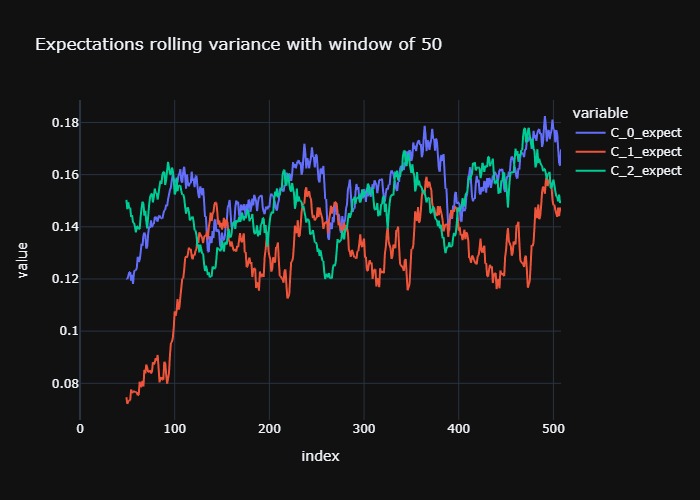 Expectations rolling variance with window of 50
variable
C_0_expect
C_1_expect
C_2_expect
value
0.18
0.16
0.14
0.12
0.1
0.08
0 100 200 300 400 500
index